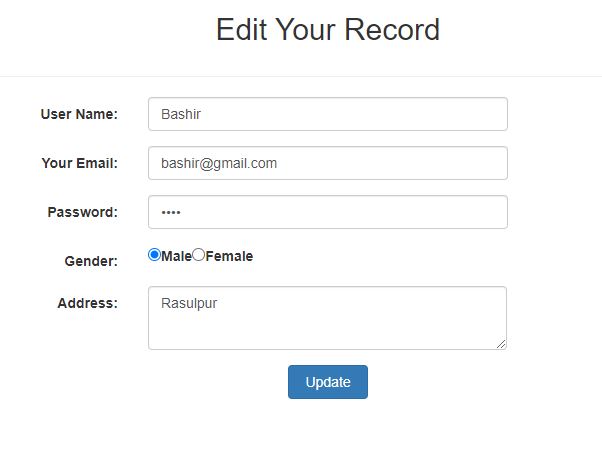 Edit Your Record
User Name: Bashir
Your Email: bashir@gmail.com
Password: ••••
Gender: Male Female
Address: Rasulpur
Update